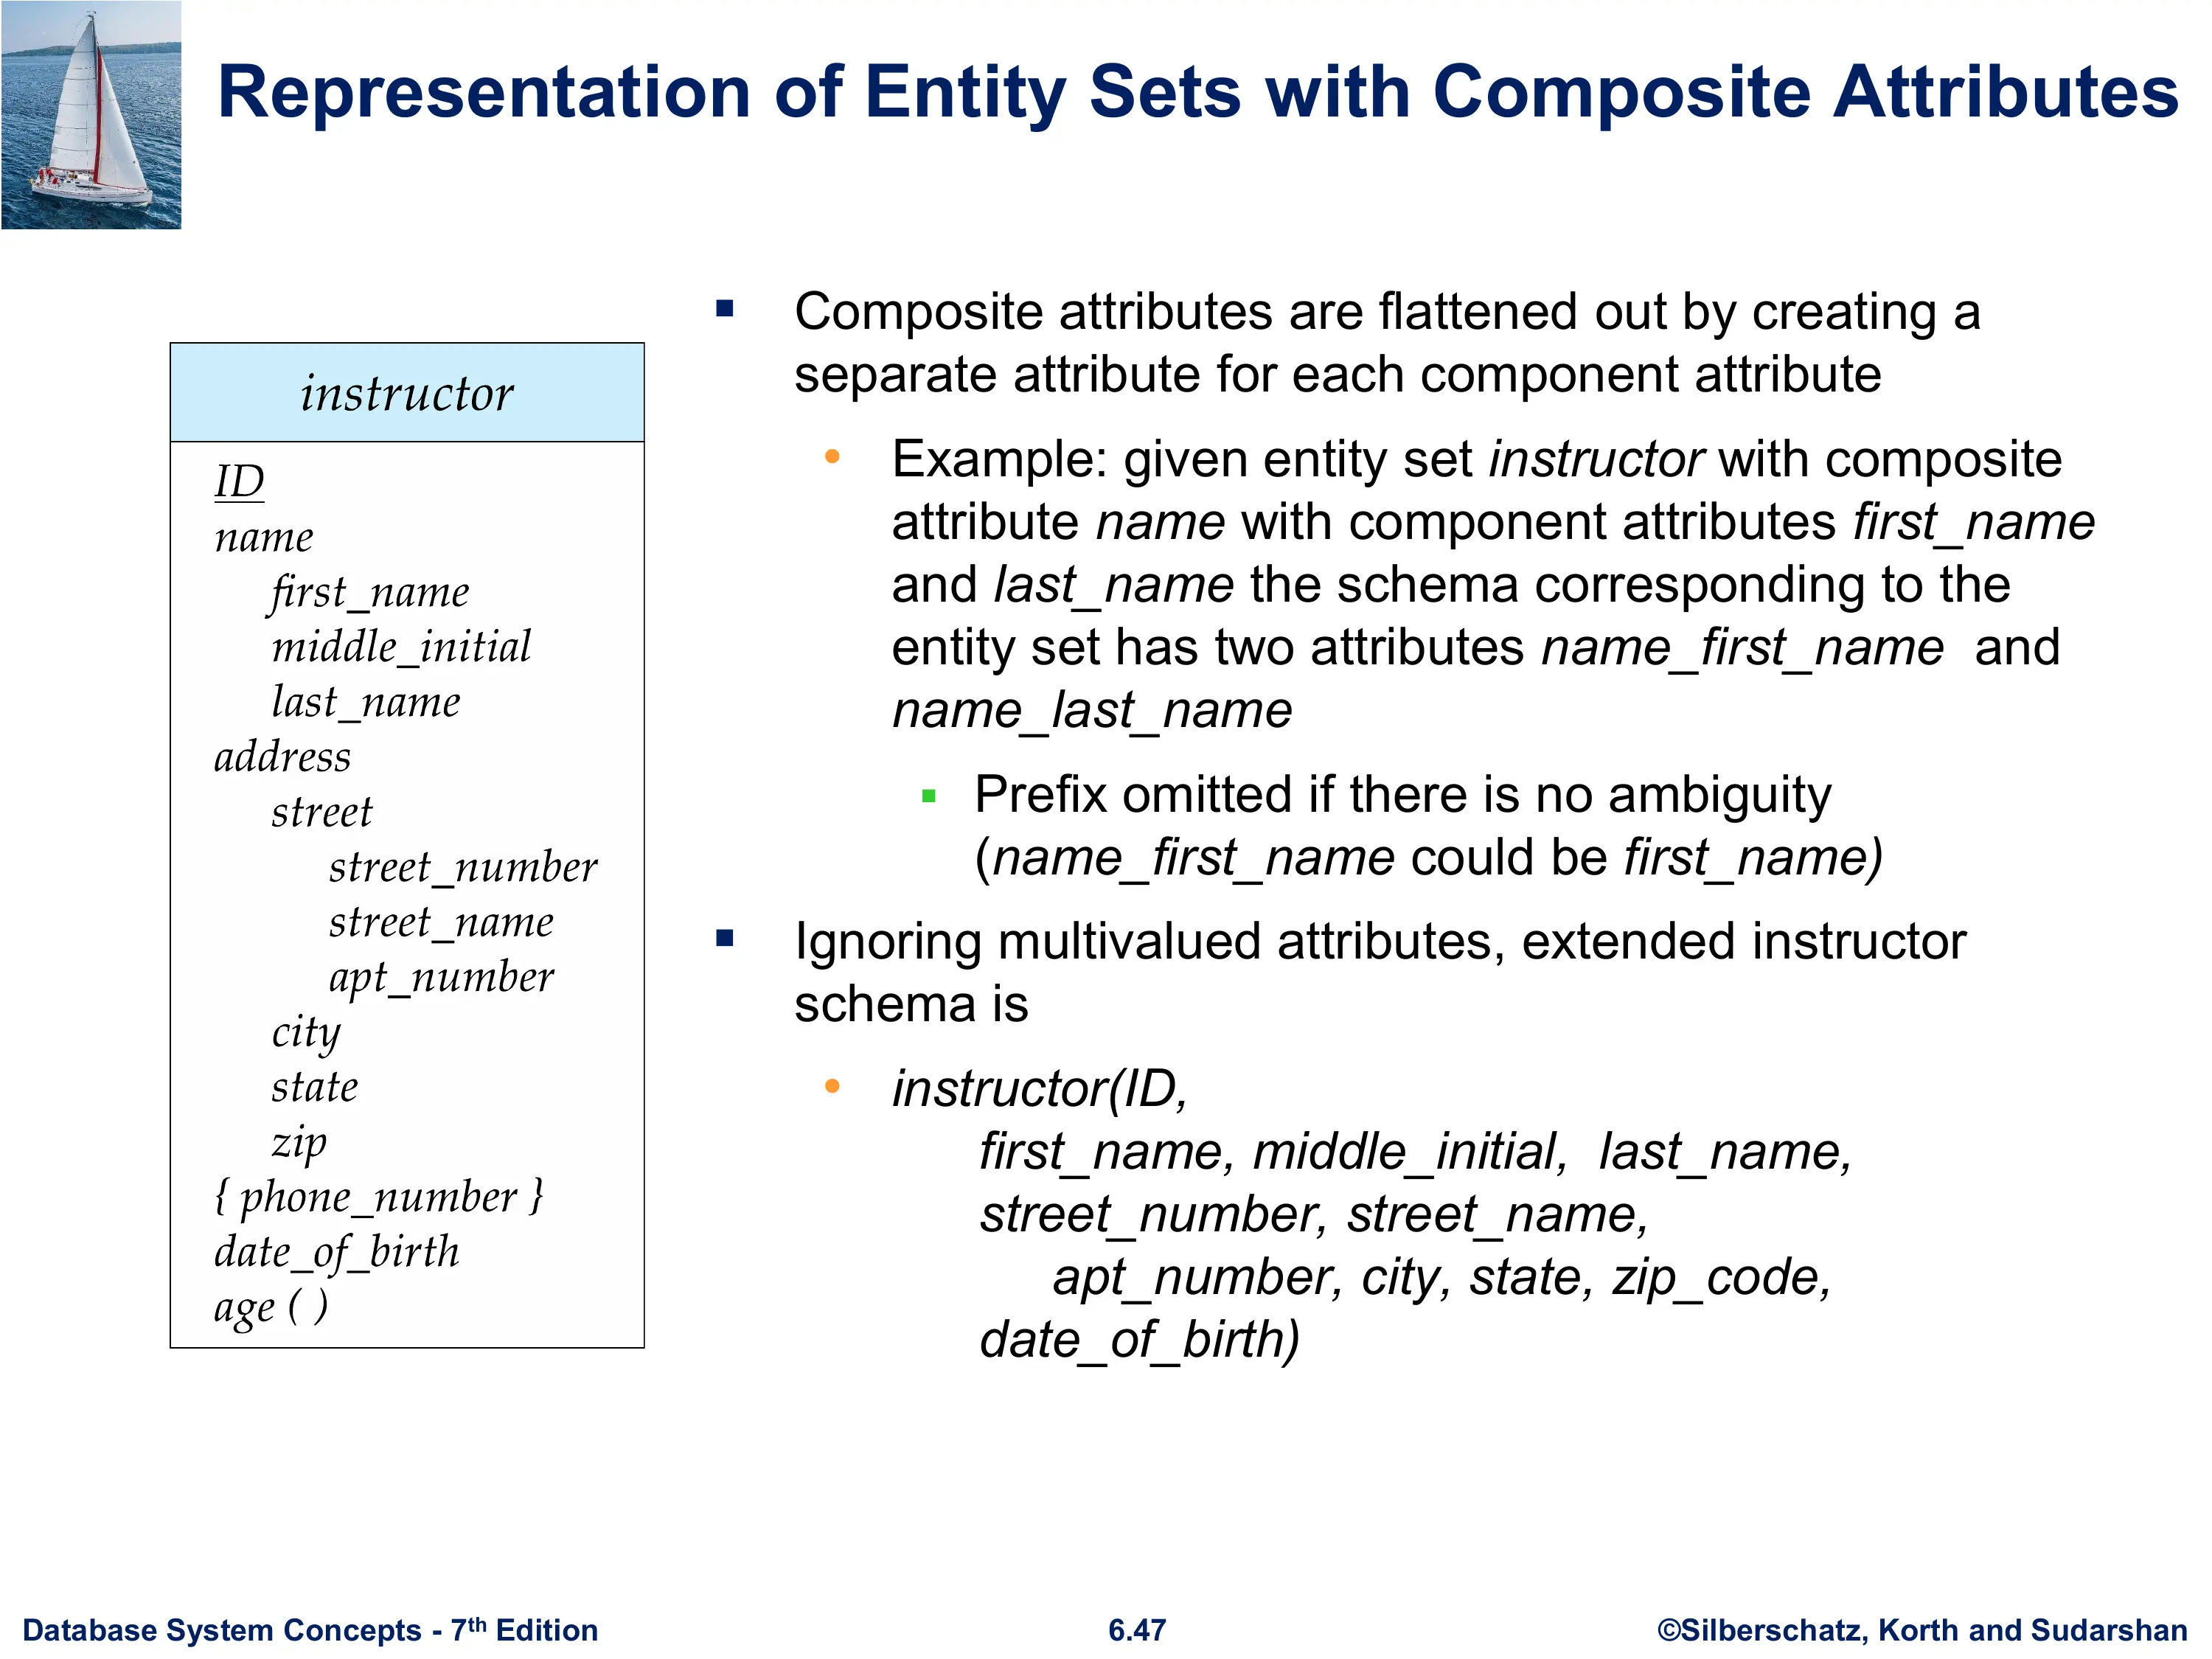 Representation of Entity Sets with Composite Attributes
instructor
ID
name
first_name
middle_initial
last_name
address
street
street_number
street_name
apt_number
city
state
zip
{ phone_number }
date_of_birth
age ( )
▪ Composite attributes are flattened out by creating a
separate attribute for each component attribute
• Example: given entity set instructor with composite
attribute name with component attributes first_name
and last_name the schema corresponding to the
entity set has two attributes name_first_name and
name_last_name
▪ Prefix omitted if there is no ambiguity
(name_first_name could be first_name)
▪ Ignoring multivalued attributes, extended instructor
schema is
• instructor(ID,
first_name, middle_initial, last_name,
street_number, street_name,
apt_number, city, state, zip_code,
date_of_birth)
Database System Concepts - 7th Edition
6.47
©Silberschatz, Korth and Sudarshan